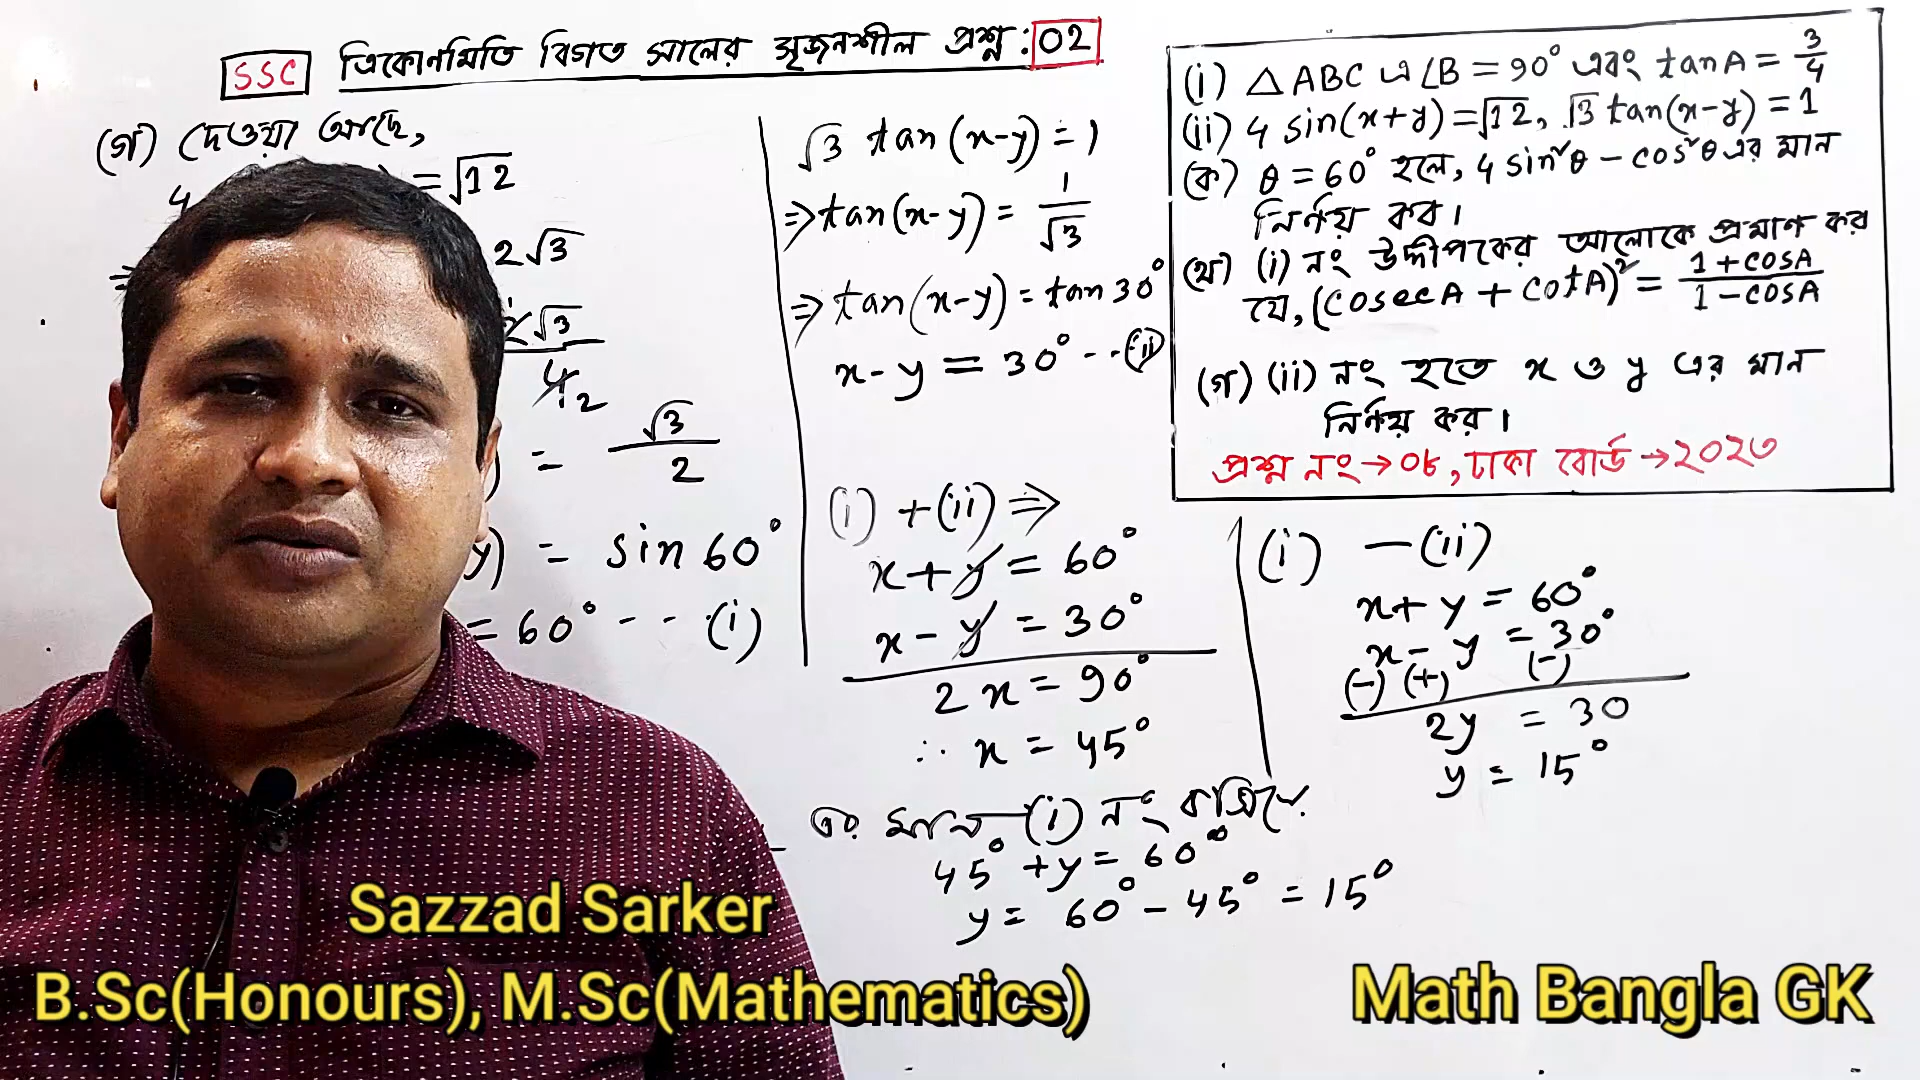 SSC ত্রিকোণমিতি বিগত সালের সৃজনশীল প্রশ্ন: 02
(i) △ABC এ ∠B = 90° এবং tanA = 3/4
(ii) 4 sin(x+y) = √12, √3 tan(x-y) = 1
(ক) θ = 60° হলে, 4 sin²θ - cos²θ এর মান
নির্ণয় কর।
(খ) (i) নং উদ্দীপকের আলোকে প্রমাণ কর
যে, (cosecA + cotA)² = (1+cosA)/(1-cosA)
(গ) (ii) নং হতে x ও y এর মান
নির্ণয় কর।
প্রশ্ন নং→০৮, ঢাকা বোর্ড→২০২৩
(গ) দেওয়া আছে,
4 = √12
2√3
⇒ 2√3/4 2
) = √3/2
y) = sin 60°
= 60° - - (i)
√3 tan (x-y) = 1
⇒ tan (x-y) = 1/√3
⇒ tan (x-y) = tan 30°
x-y = 30° - - (ii)
(i) + (ii) ⇒
x+y = 60°
x-y = 30°
2x = 90°
∴ x = 45°
এর মান (i) নং বসিয়ে
45° + y = 60°
y = 60° - 45° = 15°
(i) - (ii)
x+y = 60°
x-y = 30°
(-) (+) (-)
2y = 30
y = 15°
Sazzad Sarker
B.Sc(Honours), M.Sc(Mathematics)
Math Bangla GK